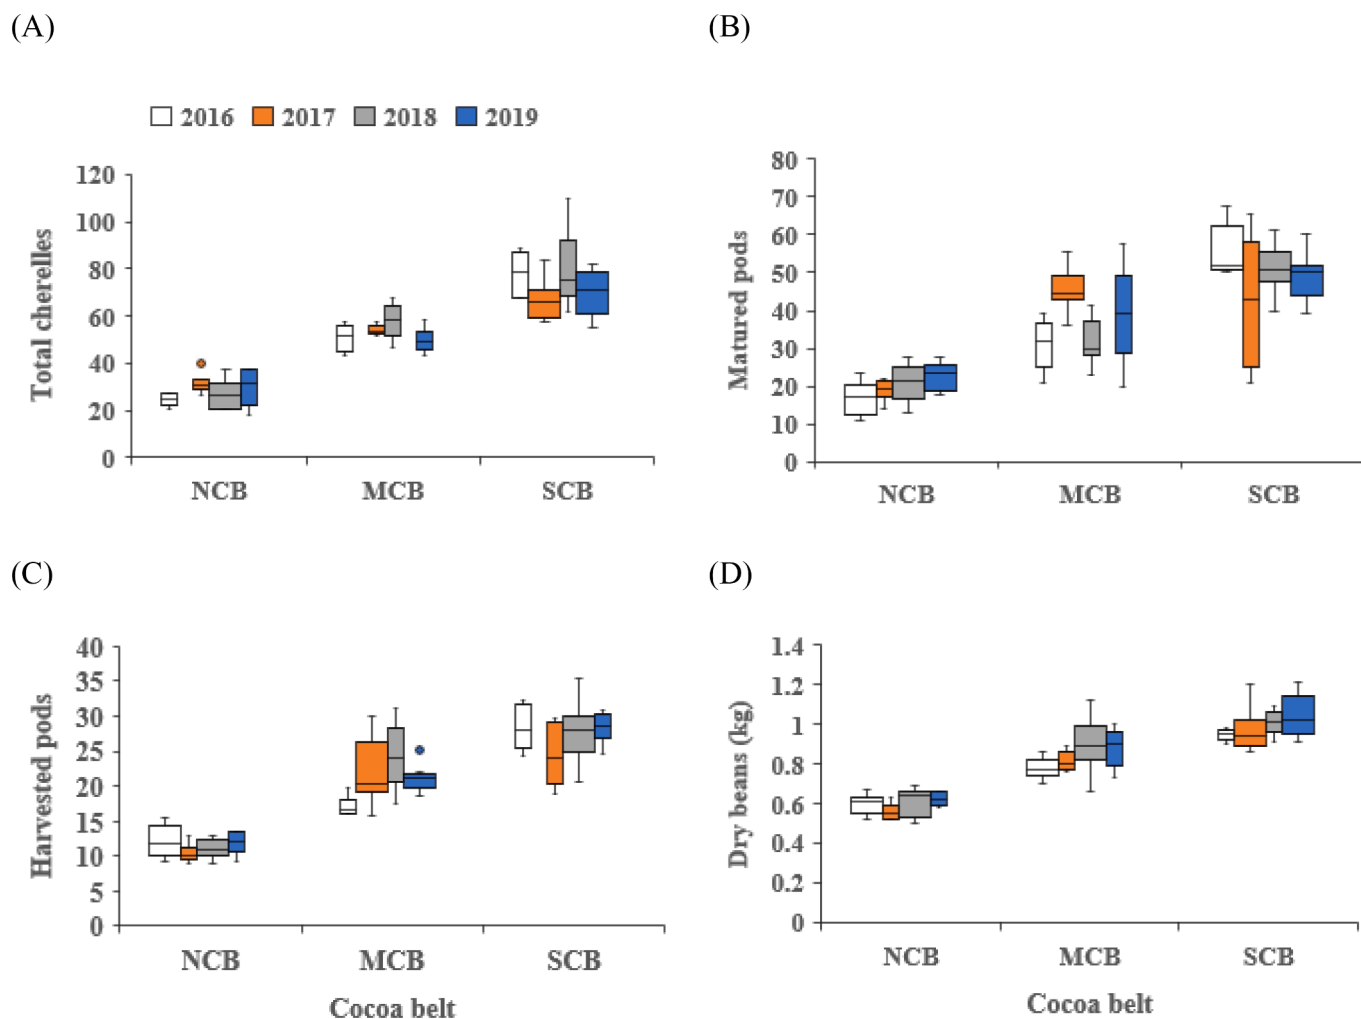 (A)
2016 2017 2018 2019
Total cherelles
120
100
80
60
40
20
0
NCB MCB SCB
(B)
Matured pods
80
70
60
50
40
30
20
10
0
NCB MCB SCB
(C)
Harvested pods
40
35
30
25
20
15
10
5
0
NCB MCB SCB
Cocoa belt
(D)
Dry beans (kg)
1.4
1.2
1
0.8
0.6
0.4
0.2
0
NCB MCB SCB
Cocoa belt